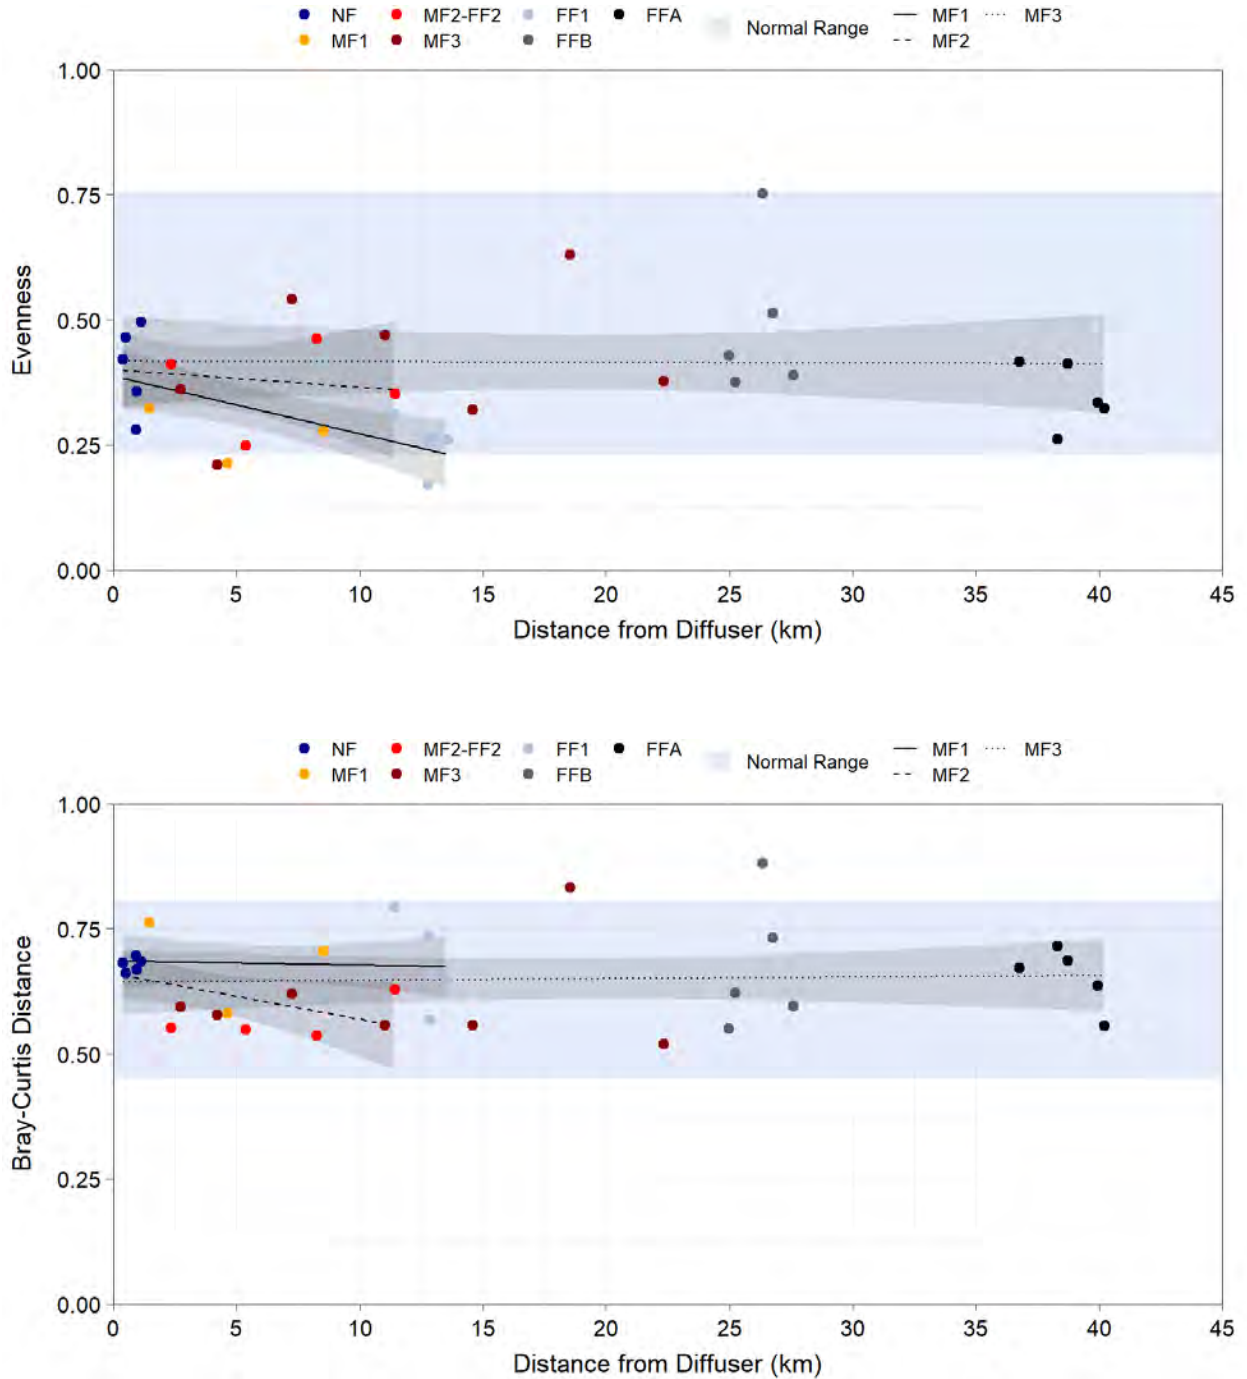 NF MF2-FF2 FF1 FFA Normal Range MF1 MF3
MF1 MF3 FFB MF2
1.00
0.75
0.50
0.25
0.00
Evenness
0 5 10 15 20 25 30 35 40 45
Distance from Diffuser (km)
NF MF2-FF2 FF1 FFA Normal Range MF1 MF3
MF1 MF3 FFB MF2
1.00
0.75
0.50
0.25
0.00
Bray-Curtis Distance
0 5 10 15 20 25 30 35 40 45
Distance from Diffuser (km)